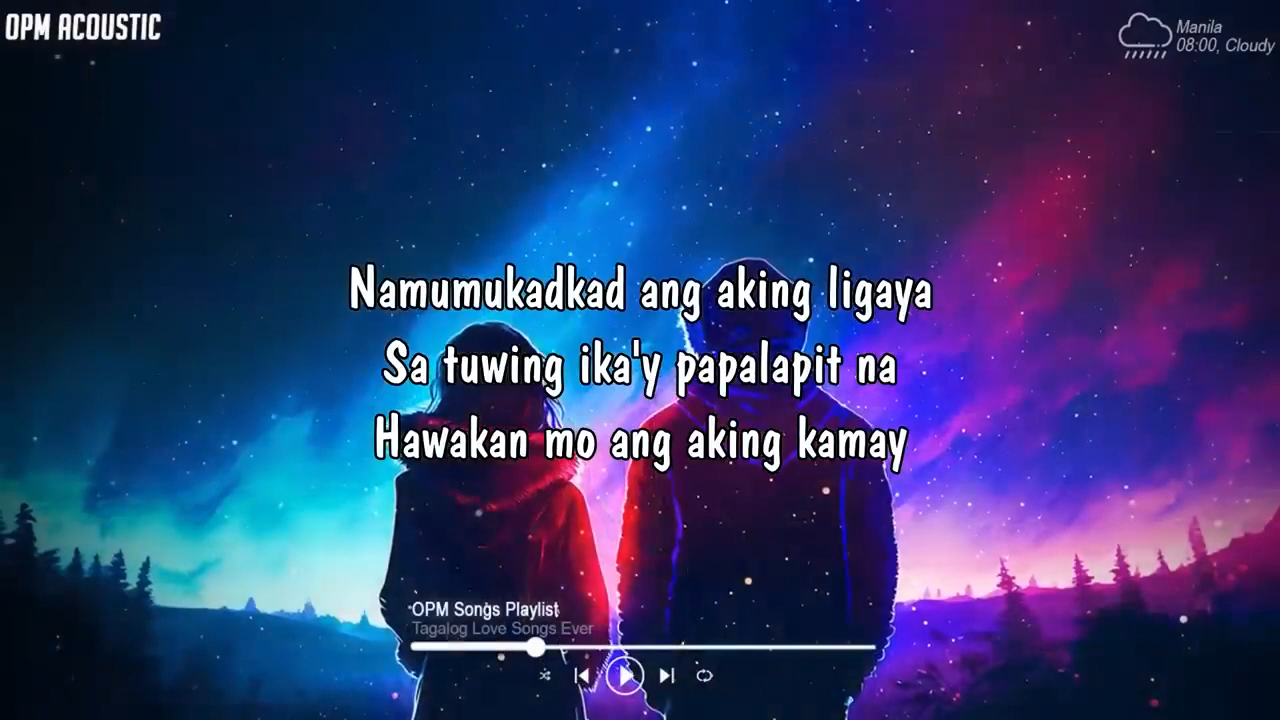 OPM ACOUSTIC
Manila
08:00, Cloudy
Namumukadkad ang aking ligaya
Sa tuwing ika'y papalapit na
Hawakan mo ang aking kamay
OPM Songs Playlist
Tagalog Love Songs Ever